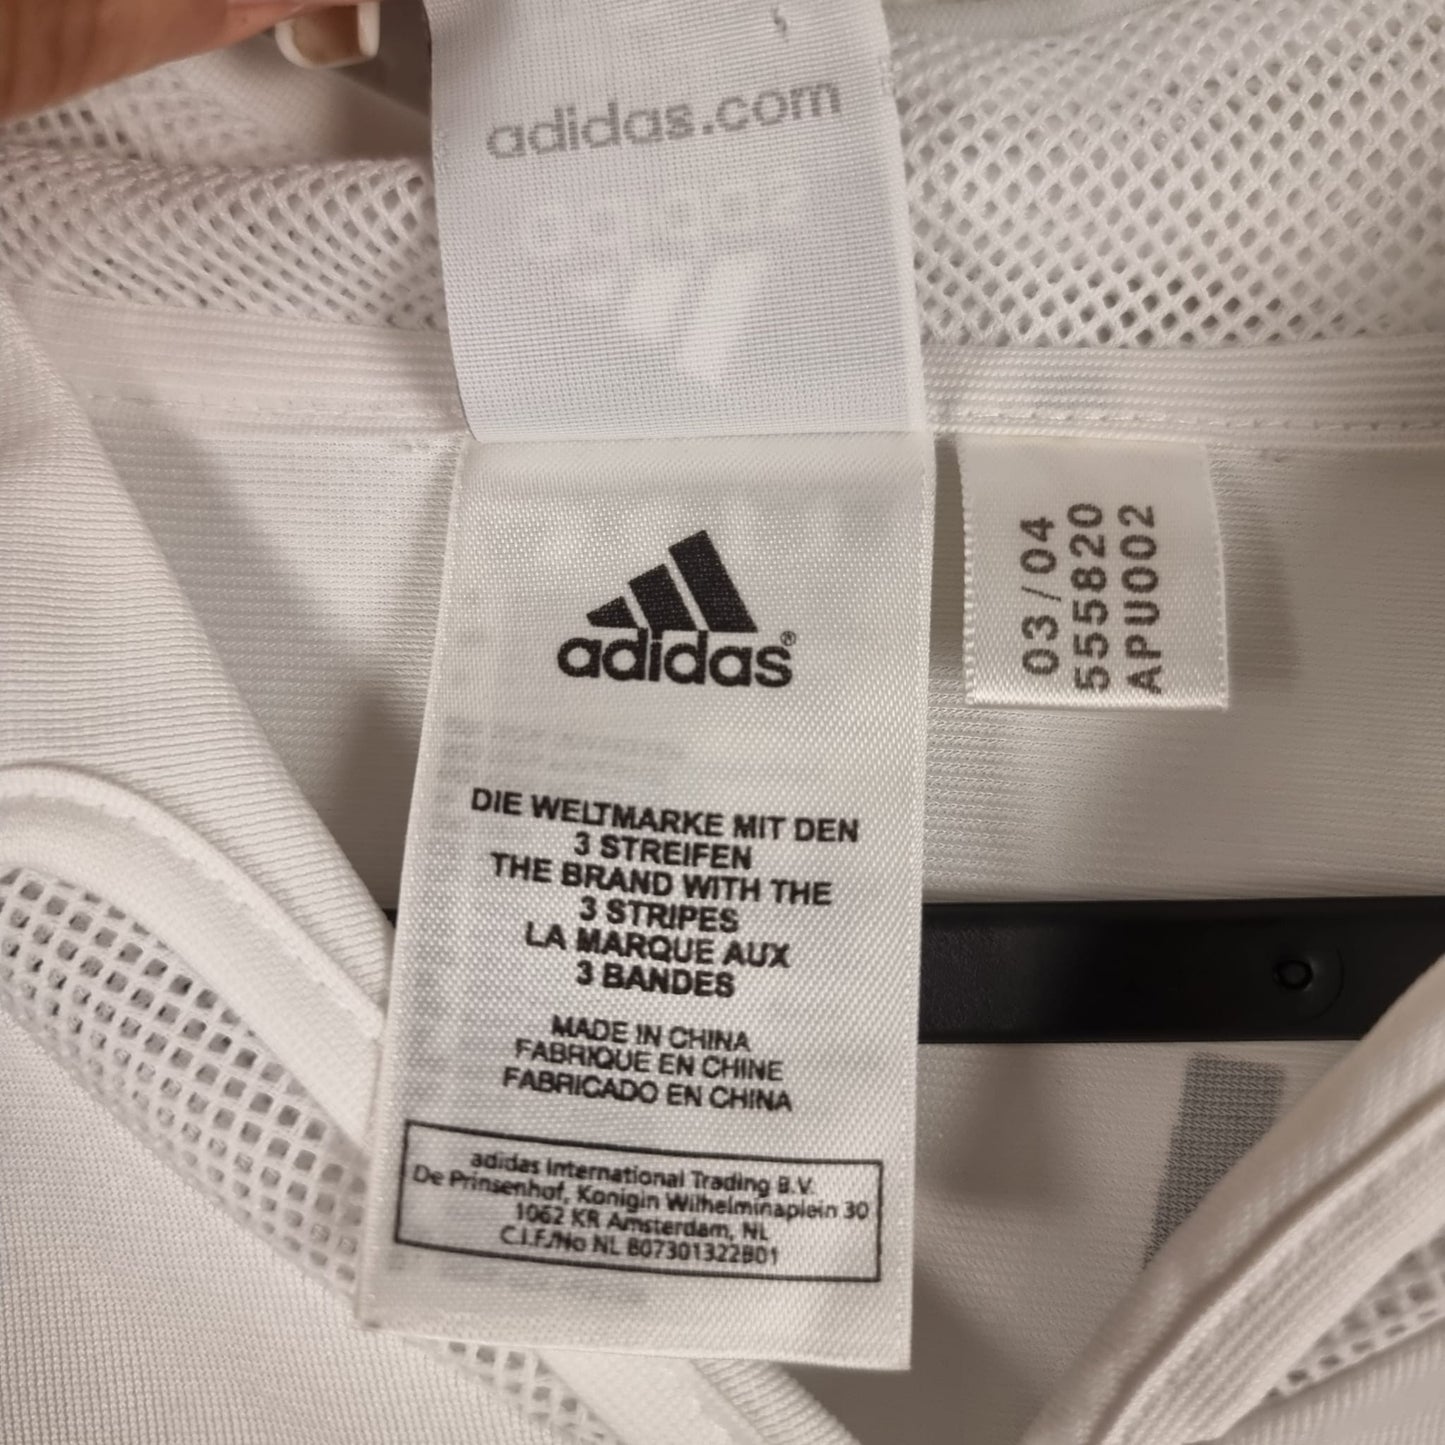 adidas.com
adidas
adidas®
DIE WELTMARKE MIT DEN
3 STREIFEN
THE BRAND WITH THE
3 STRIPES
LA MARQUE AUX
3 BANDES
MADE IN CHINA
FABRIQUE EN CHINE
FABRICADO EN CHINA
adidas International Trading B.V.
De Prinsenhof, Konigin Wilhelminaplein 30
1062 KR Amsterdam, NL
C.I.F./No NL B07301322B01
03/04
555820
APU002